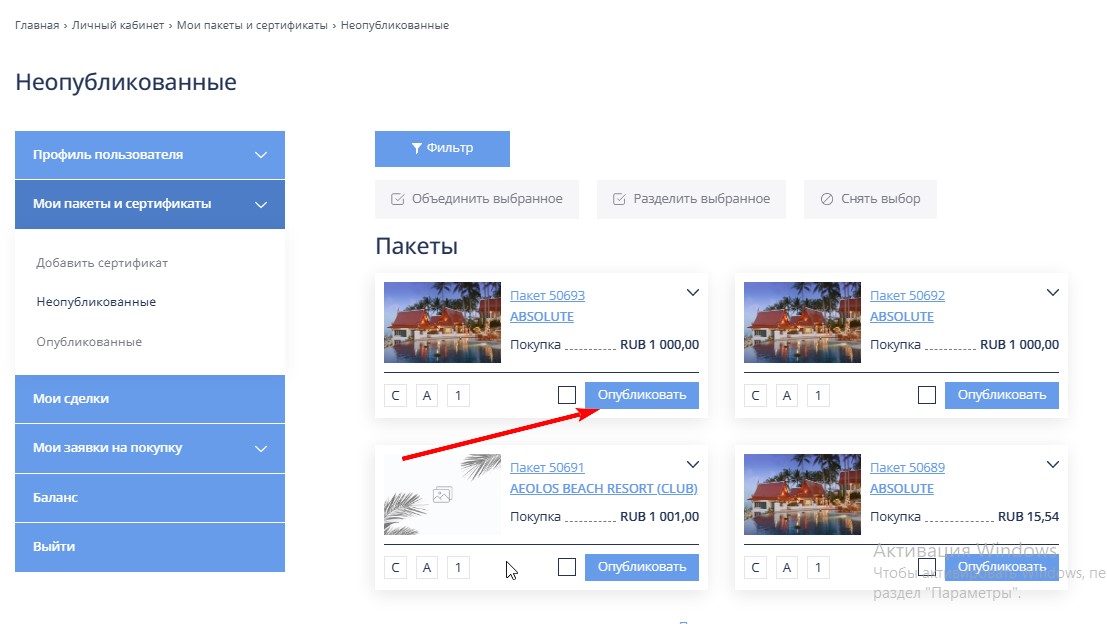 Главная › Личный кабинет › Мои пакеты и сертификаты › Неопубликованные
Неопубликованные
Профиль пользователя
Мои пакеты и сертификаты
Добавить сертификат
Неопубликованные
Опубликованные
Мои сделки
Мои заявки на покупку
Баланс
Выйти
Фильтр
Объединить выбранное
Разделить выбранное
Снять выбор
Пакеты
Пакет 50693
ABSOLUTE
Покупка RUB 1 000,00
C A 1 Опубликовать
Пакет 50692
ABSOLUTE
Покупка RUB 1 000,00
C A 1 Опубликовать
Пакет 50691
AEOLOS BEACH RESORT (CLUB)
Покупка RUB 1 001,00
C A 1 Опубликовать
Пакет 50689
ABSOLUTE
Покупка RUB 15,54
C A 1 Опубликовать
Активация Windows
Чтобы активировать Windows, пе
раздел "Параметры".